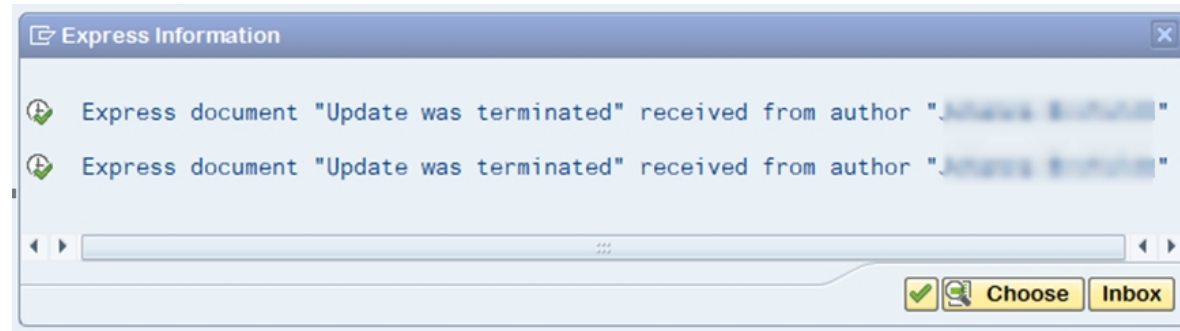 Express Information
Express document "Update was terminated" received from author "J
Express document "Update was terminated" received from author "J
Choose Inbox